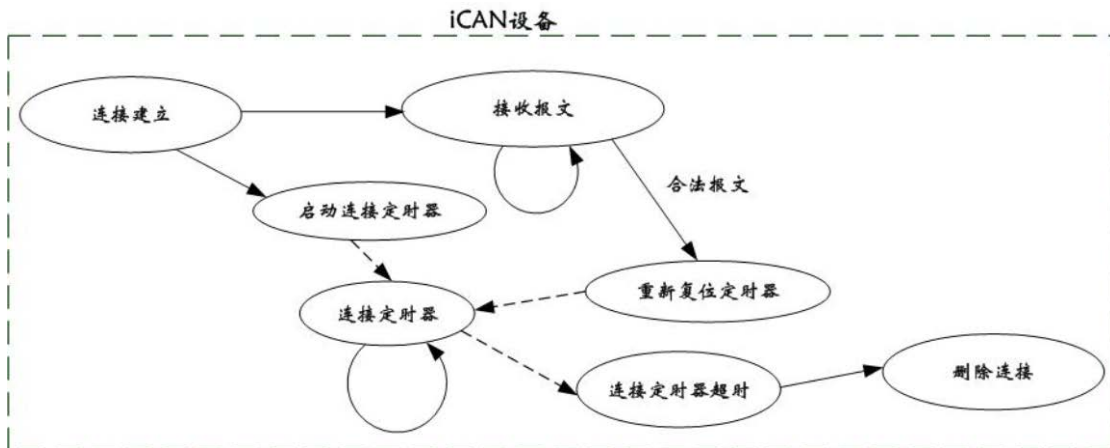 iCAN设备
连接建立
接收报文
合法报文
启动连接定时器
重新复位定时器
连接定时器
连接定时器超时
删除连接